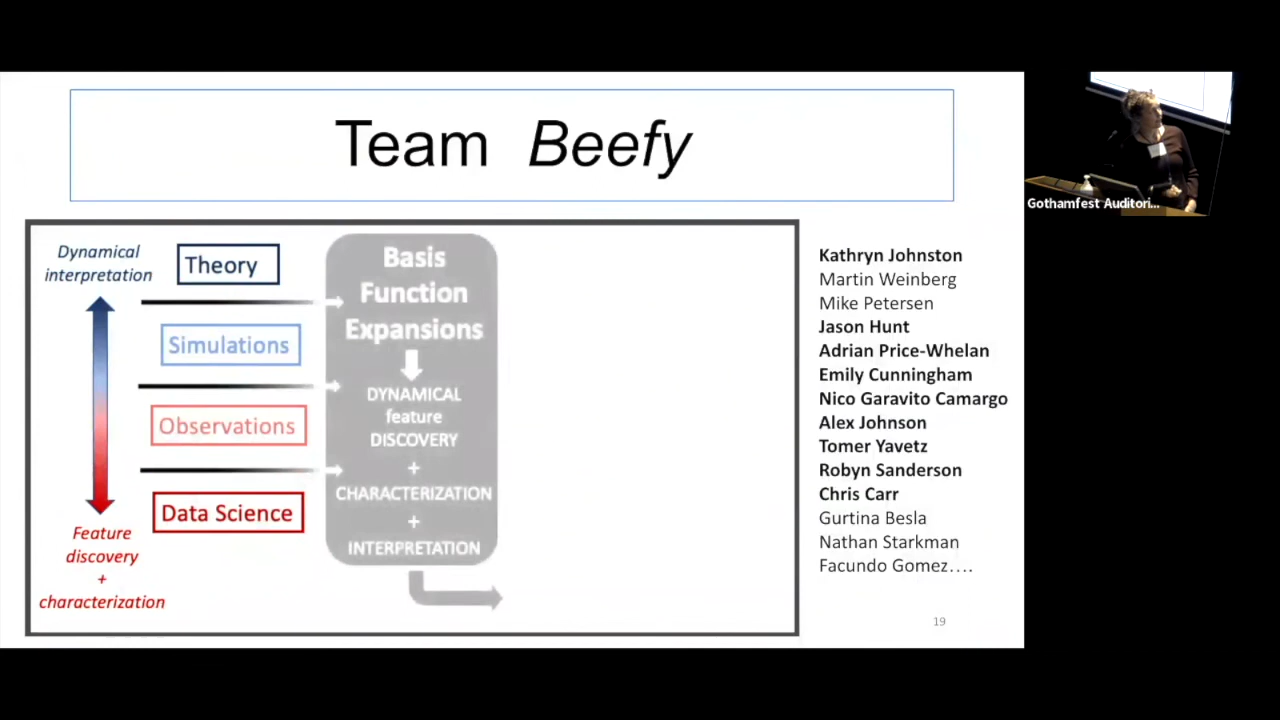 Team Beefy
Dynamical
interpretation
Theory
Simulations
Observations
Data Science
Feature
discovery
+
characterization
Basis
Function
Expansions
DYNAMICAL
feature
DISCOVERY
+
CHARACTERIZATION
+
INTERPRETATION
Kathryn Johnston
Martin Weinberg
Mike Petersen
Jason Hunt
Adrian Price-Whelan
Emily Cunningham
Nico Garavito Camargo
Alex Johnson
Tomer Yavetz
Robyn Sanderson
Chris Carr
Gurtina Besla
Nathan Starkman
Facundo Gomez....
19
Gothamfest Auditori...